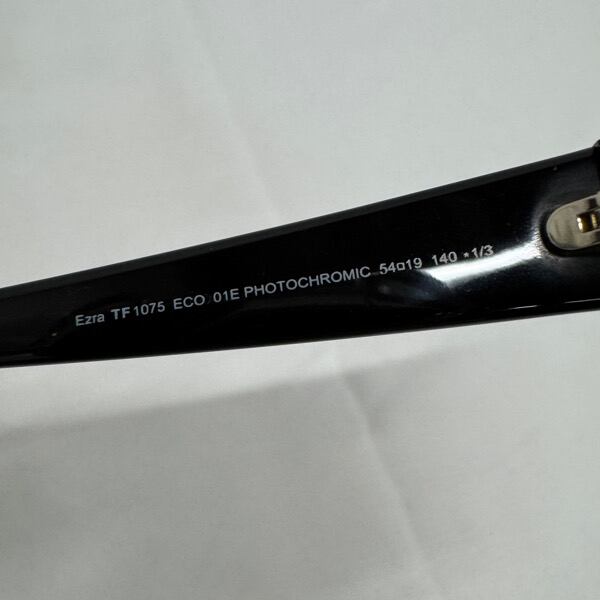 Ezra TF1075 ECO 01E PHOTOCHROMIC 54□19 140 *1/3